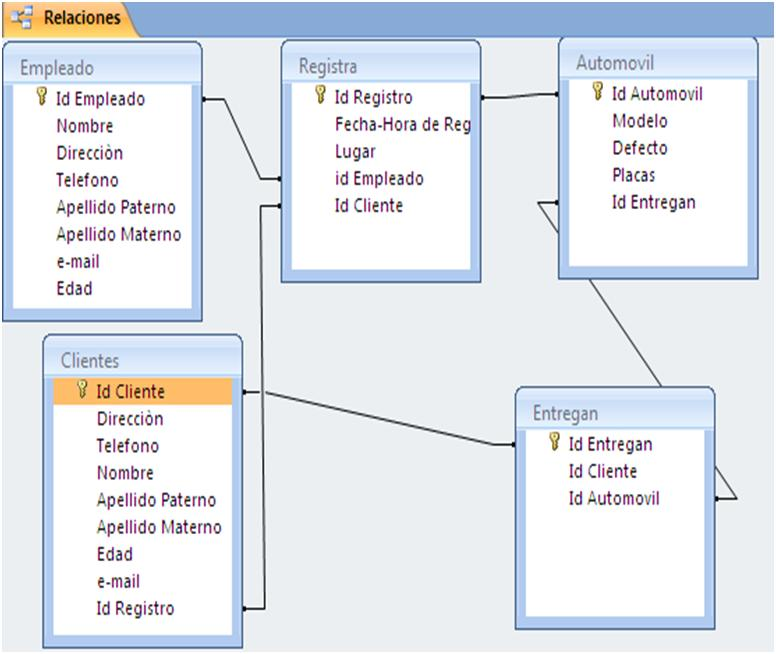 Relaciones
Empleado
Id Empleado
Nombre
Direcciòn
Telefono
Apellido Paterno
Apellido Materno
e-mail
Edad
Registra
Id Registro
Fecha-Hora de Reg
Lugar
id Empleado
Id Cliente
Automovil
Id Automovil
Modelo
Defecto
Placas
Id Entregan
Clientes
Id Cliente
Direcciòn
Telefono
Nombre
Apellido Paterno
Apellido Materno
Edad
e-mail
Id Registro
Entregan
Id Entregan
Id Cliente
Id Automovil